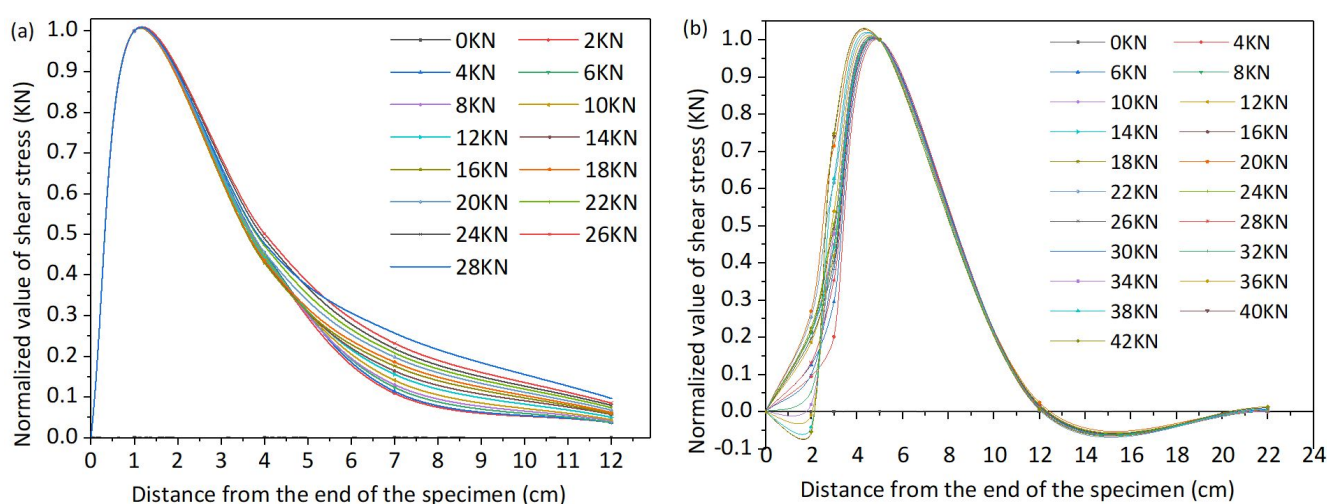 (a)
Normalized value of shear stress (KN)
1.0
0.9
0.8
0.7
0.6
0.5
0.4
0.3
0.2
0.1
0.0
0 1 2 3 4 5 6 7 8 9 10 11 12
Distance from the end of the specimen (cm)
0KN 2KN
4KN 6KN
8KN 10KN
12KN 14KN
16KN 18KN
20KN 22KN
24KN 26KN
28KN
(b)
Normalized value of shear stress (KN)
1.0
0.9
0.8
0.7
0.6
0.5
0.4
0.3
0.2
0.1
0.0
-0.1
0 2 4 6 8 10 12 14 16 18 20 22 24
Distance from the end of the specimen (cm)
0KN 4KN
6KN 8KN
10KN 12KN
14KN 16KN
18KN 20KN
22KN 24KN
26KN 28KN
30KN 32KN
34KN 36KN
38KN 40KN
42KN